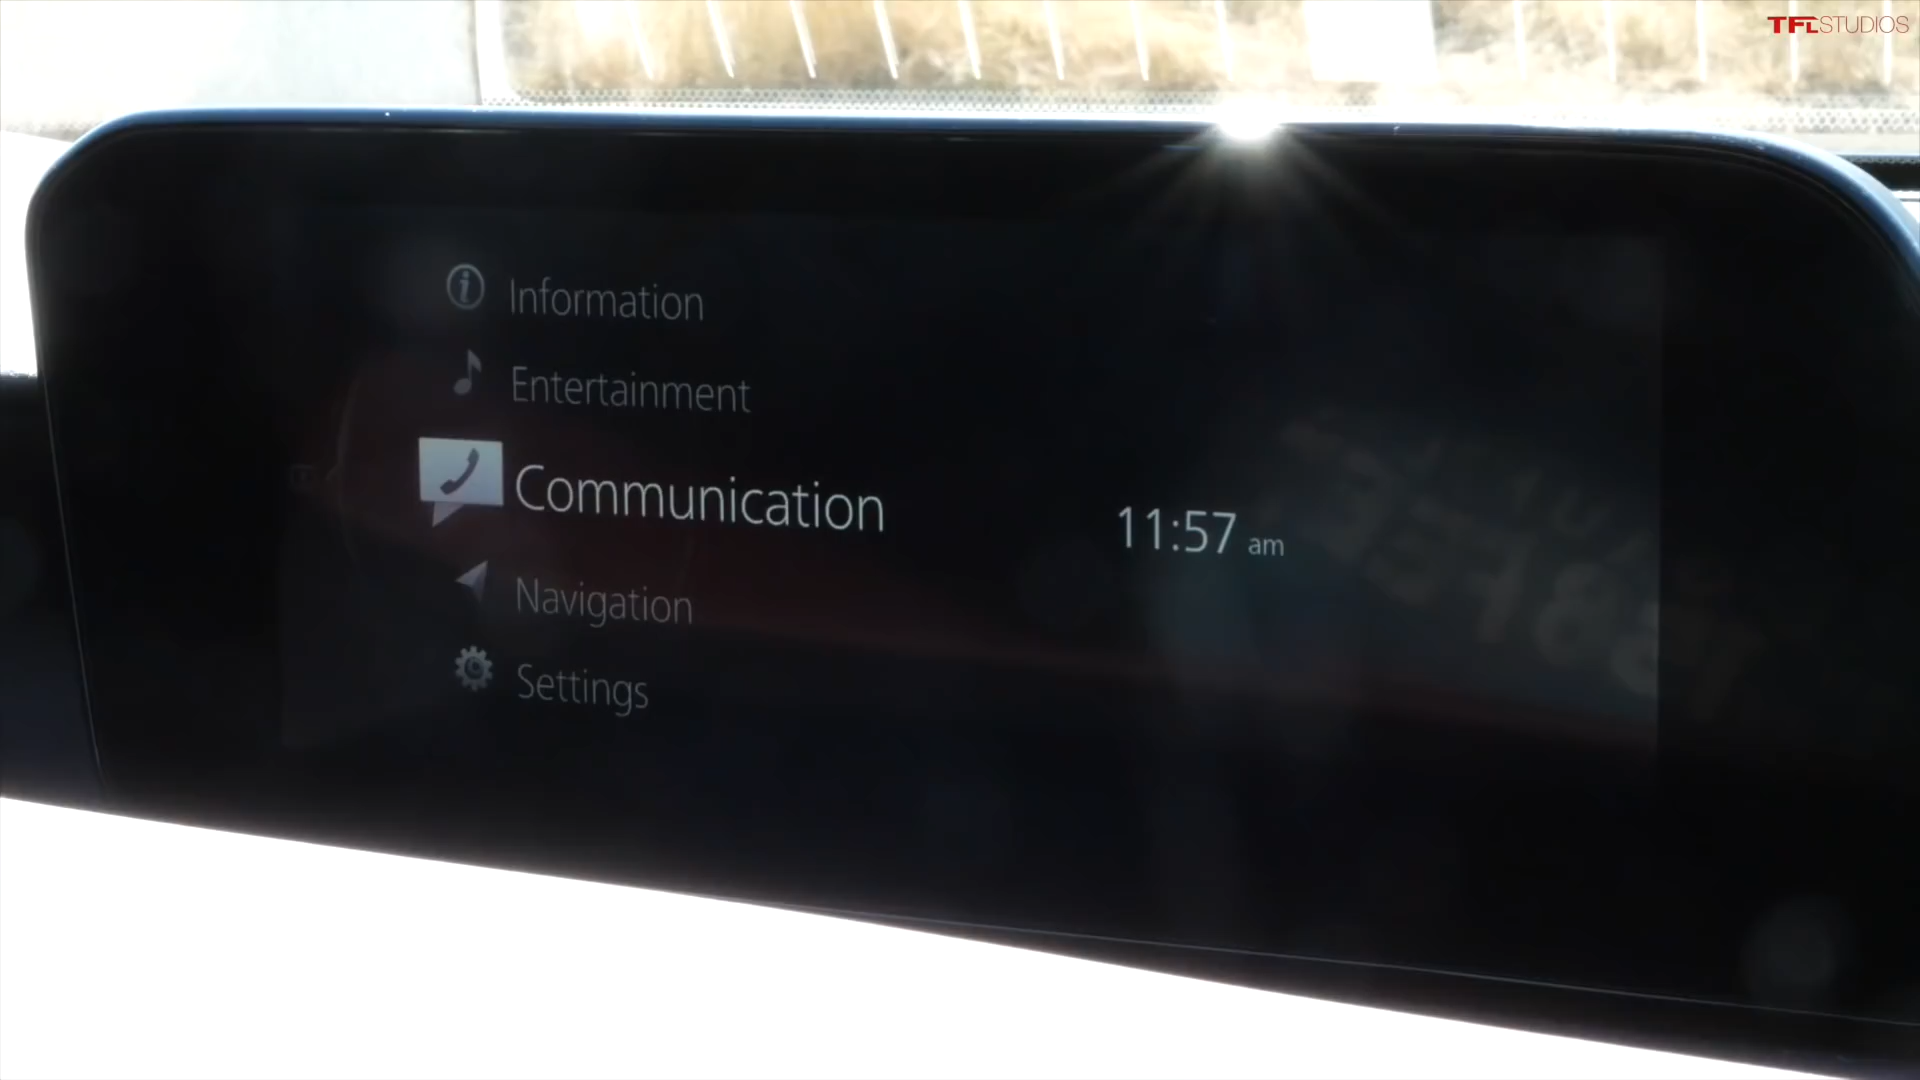 TFLSTUDIOS
Information
Entertainment
Communication
11:57 am
Navigation
Settings